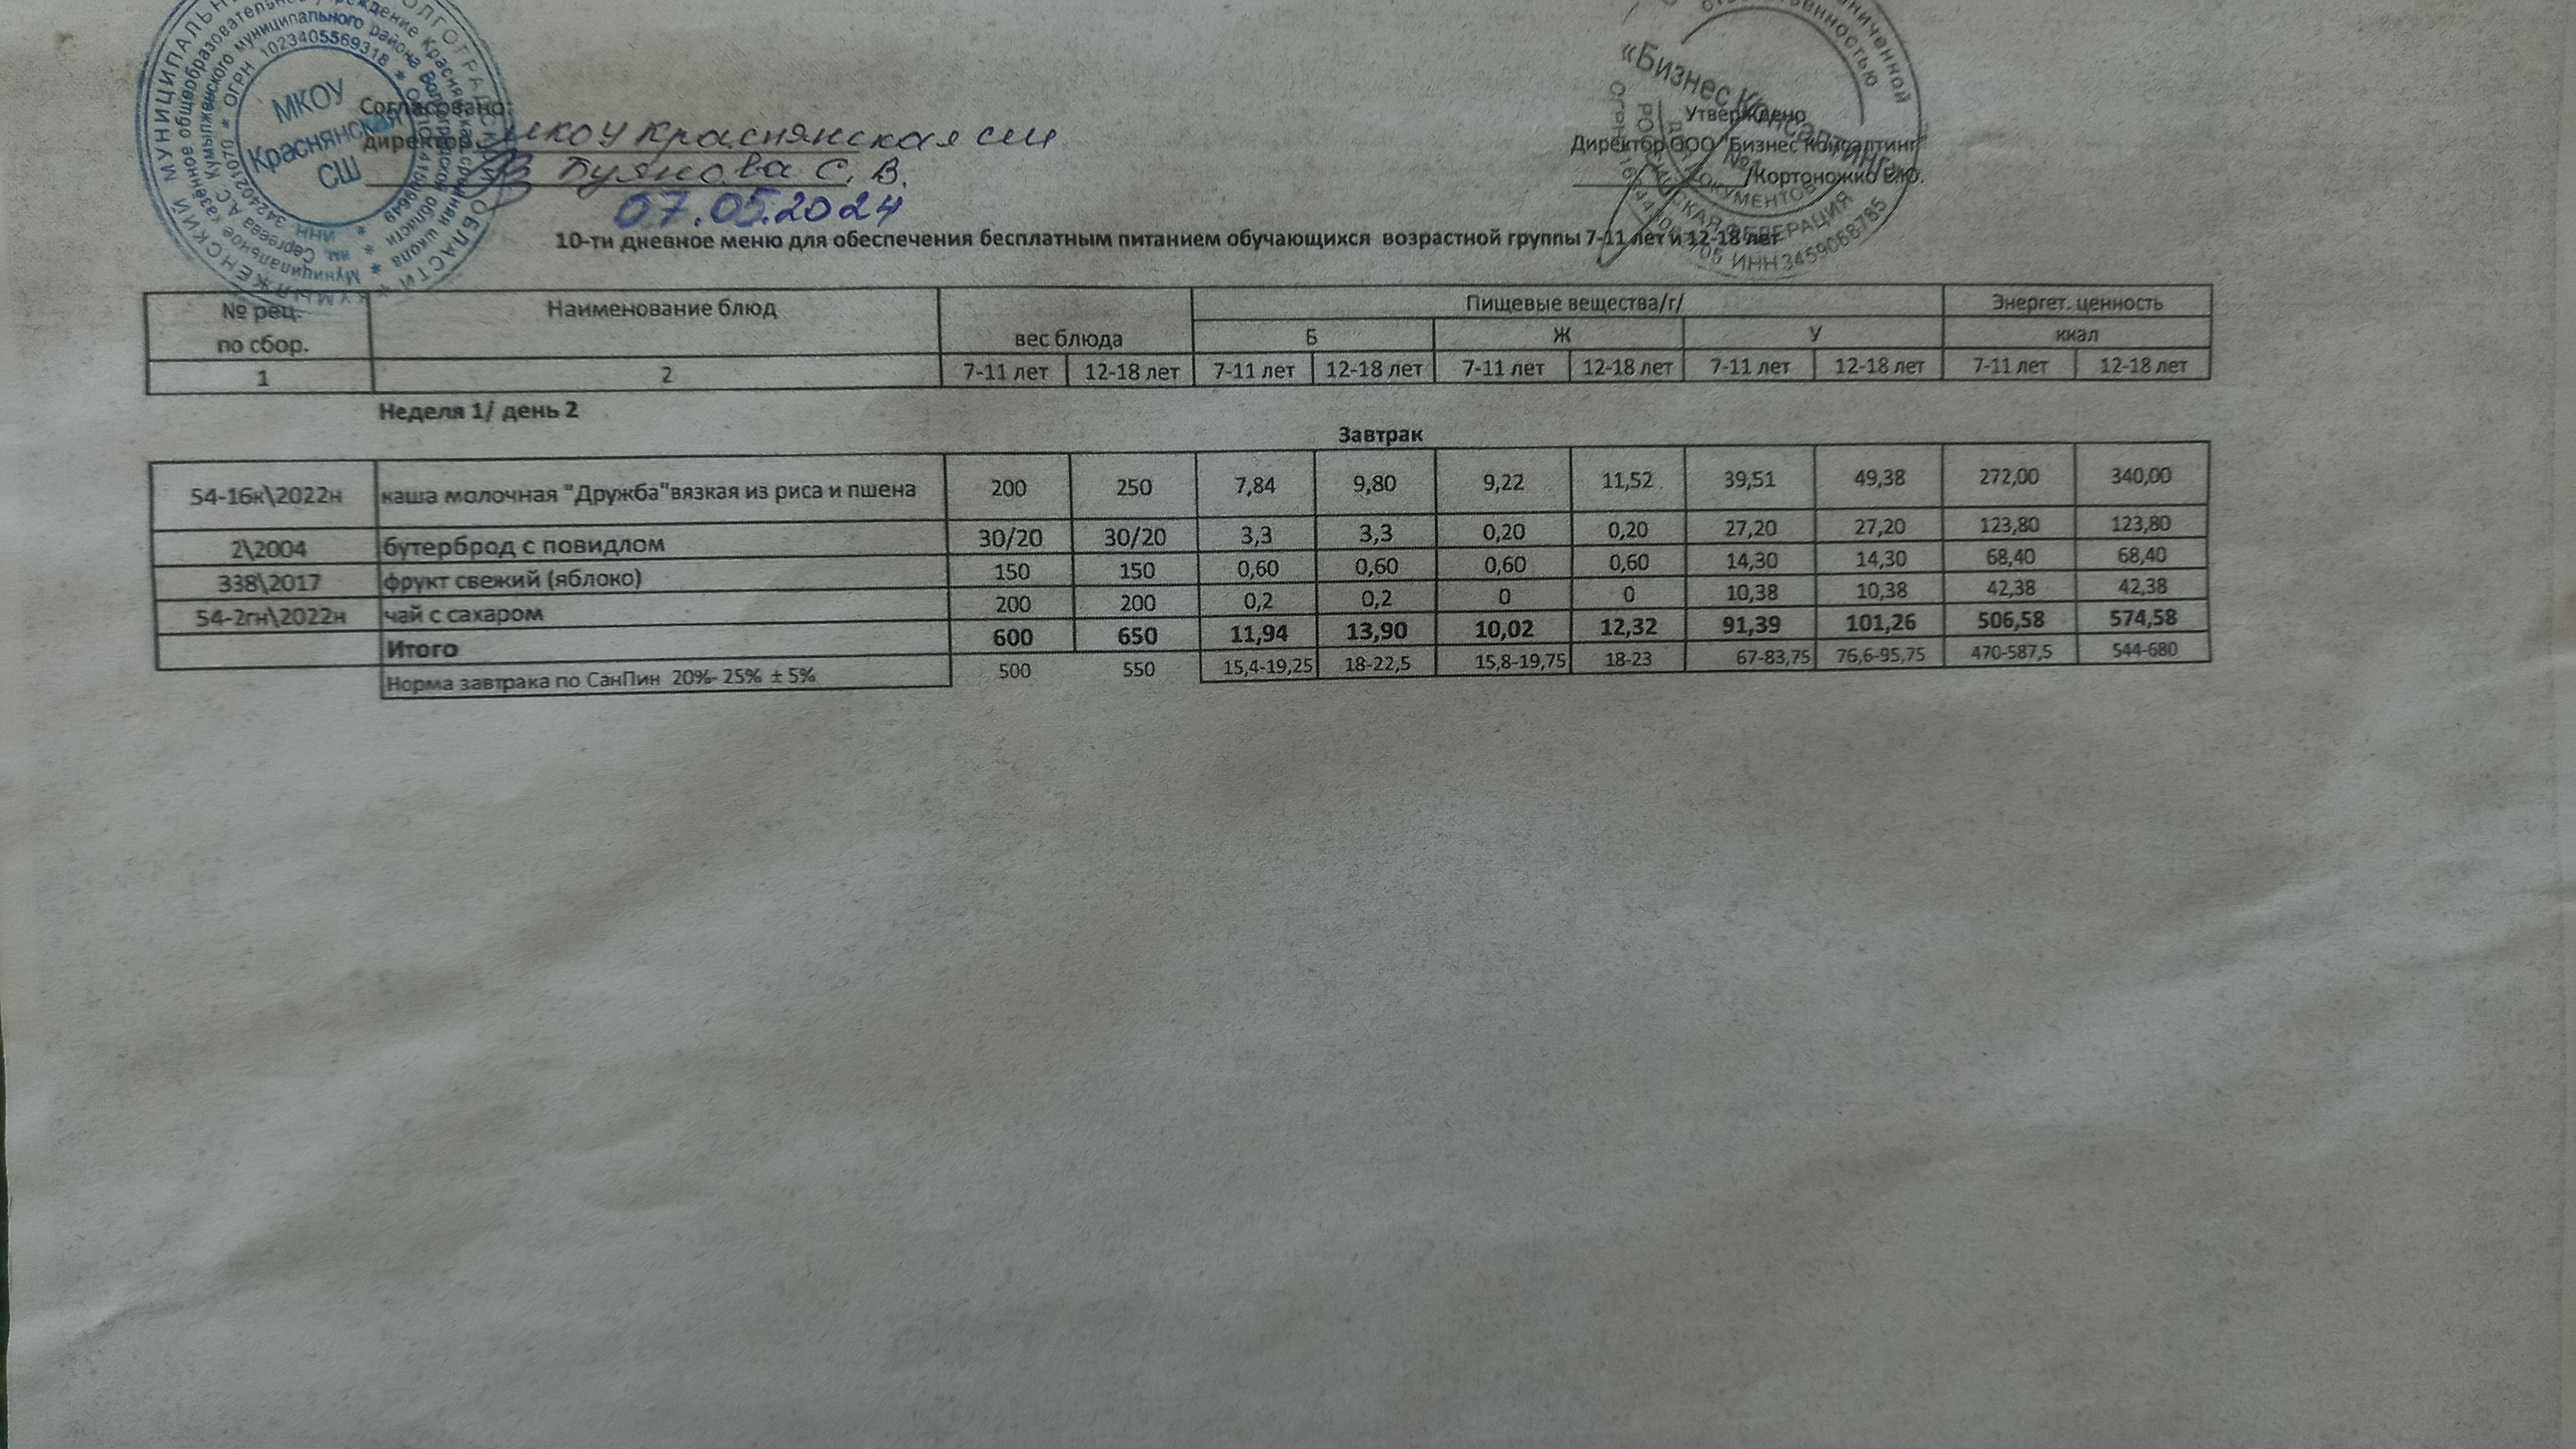 МКОУ
Краснянская
СШ
ОГРН 1023405569318
Согласовано:
директор МКОУ Краснянская СШ
Буянова С. В.
07.05.2024
«Бизнес Консалтинг»
ИНН 3459068785
Утверждено
Директор ООО "Бизнес Консалтинг"
/Кортоножко Е.Ю.
10-ти дневное меню для обеспечения бесплатным питанием обучающихся возрастной группы 7-11 лет и 12-18 лет
№ рец. по сбор. Наименование блюд вес блюда Пищевые вещества/г/ Энергет. ценность
Б Ж У ккал
1 2 7-11 лет 12-18 лет 7-11 лет 12-18 лет 7-11 лет 12-18 лет 7-11 лет 12-18 лет 7-11 лет 12-18 лет
Неделя 1/ день 2
Завтрак
54-16к\2022н каша молочная "Дружба"вязкая из риса и пшена 200 250 7,84 9,80 9,22 11,52 39,51 49,38 272,00 340,00
2\2004 бутерброд с повидлом 30/20 30/20 3,3 3,3 0,20 0,20 27,20 27,20 123,80 123,80
338\2017 фрукт свежий (яблоко) 150 150 0,60 0,60 0,60 0,60 14,30 14,30 68,40 68,40
54-2гн\2022н чай с сахаром 200 200 0,2 0,2 0 0 10,38 10,38 42,38 42,38
Итого 600 650 11,94 13,90 10,02 12,32 91,39 101,26 506,58 574,58
Норма завтрака по СанПин 20%- 25% ± 5% 500 550 15,4-19,25 18-22,5 15,8-19,75 18-23 67-83,75 76,6-95,75 470-587,5 544-680